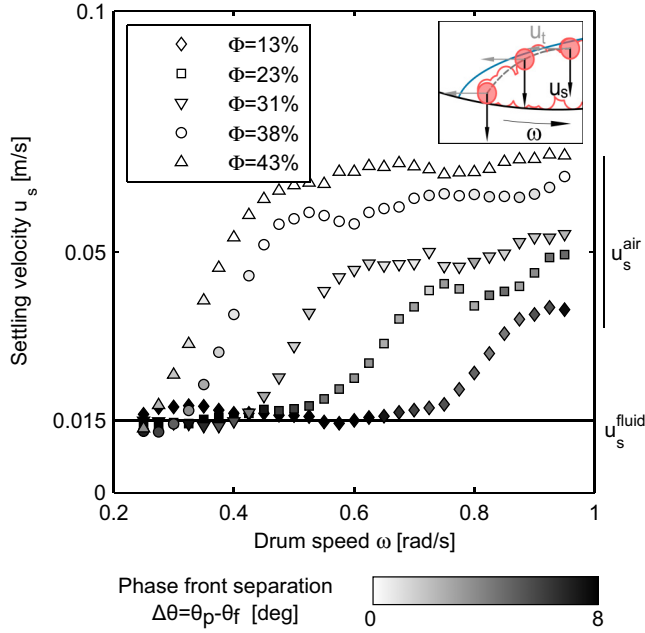 0.1
Φ=13%
Φ=23%
Φ=31%
Φ=38%
Φ=43%
u_t
u_s
ω
Settling velocity u_s [m/s]
0.05
u_s^air
0.015
u_s^fluid
0
0.2 0.4 0.6 0.8 1
Drum speed ω [rad/s]
Phase front separation
Δθ=θ_p-θ_f [deg]
0 8